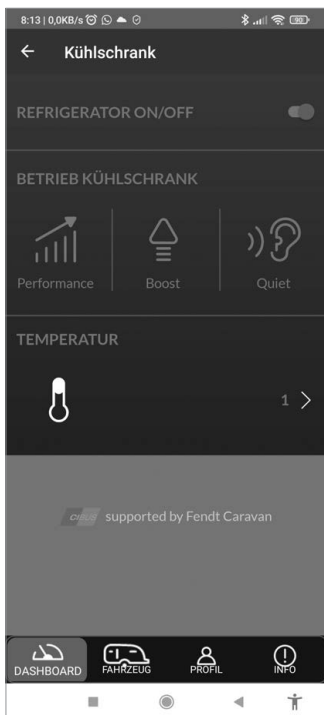 8:13 | 0,0KB/s
90
Kühlschrank
REFRIGERATOR ON/OFF
BETRIEB KÜHLSCHRANK
Performance
Boost
Quiet
TEMPERATUR
1
supported by Fendt Caravan
DASHBOARD
FAHRZEUG
PROFIL
INFO